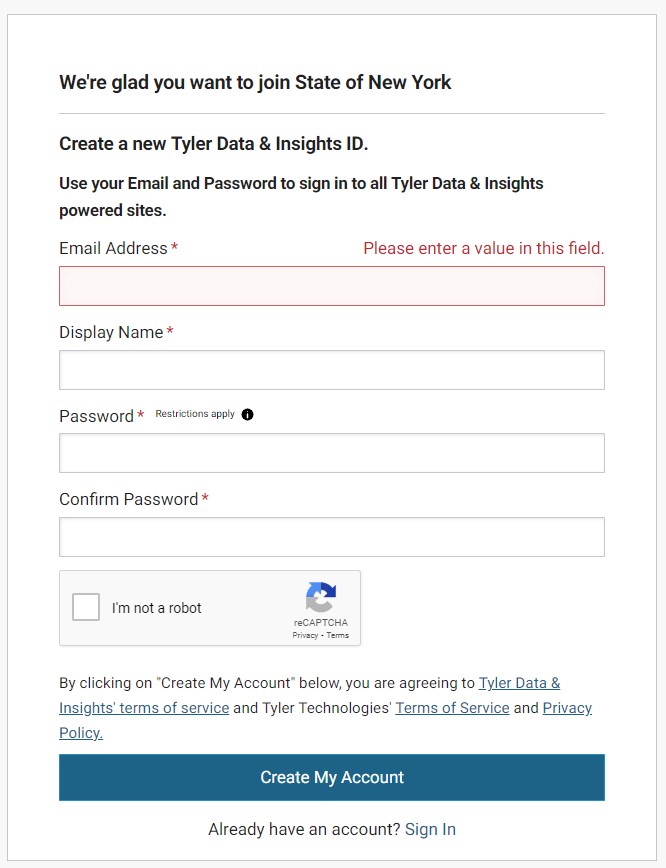 We're glad you want to join State of New York
Create a new Tyler Data & Insights ID.
Use your Email and Password to sign in to all Tyler Data & Insights
powered sites.
Email Address * Please enter a value in this field.
Display Name *
Password * Restrictions apply i
Confirm Password *
I'm not a robot
reCAPTCHA
Privacy - Terms
By clicking on "Create My Account" below, you are agreeing to Tyler Data &
Insights' terms of service and Tyler Technologies' Terms of Service and Privacy
Policy.
Create My Account
Already have an account? Sign In